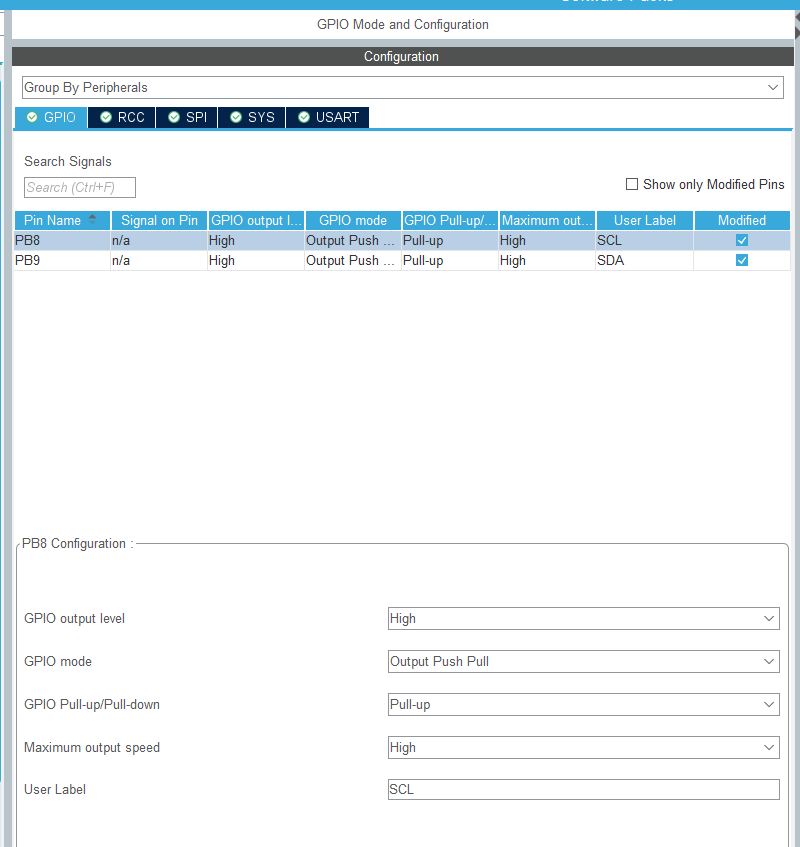 GPIO Mode and Configuration
Configuration
Group By Peripherals
GPIO RCC SPI SYS USART
Search Signals
Search (Ctrl+F)
Show only Modified Pins
Pin Name Signal on Pin GPIO output l... GPIO mode GPIO Pull-up/... Maximum out... User Label Modified
PB8 n/a High Output Push ... Pull-up High SCL
PB9 n/a High Output Push ... Pull-up High SDA
PB8 Configuration :
GPIO output level High
GPIO mode Output Push Pull
GPIO Pull-up/Pull-down Pull-up
Maximum output speed High
User Label SCL